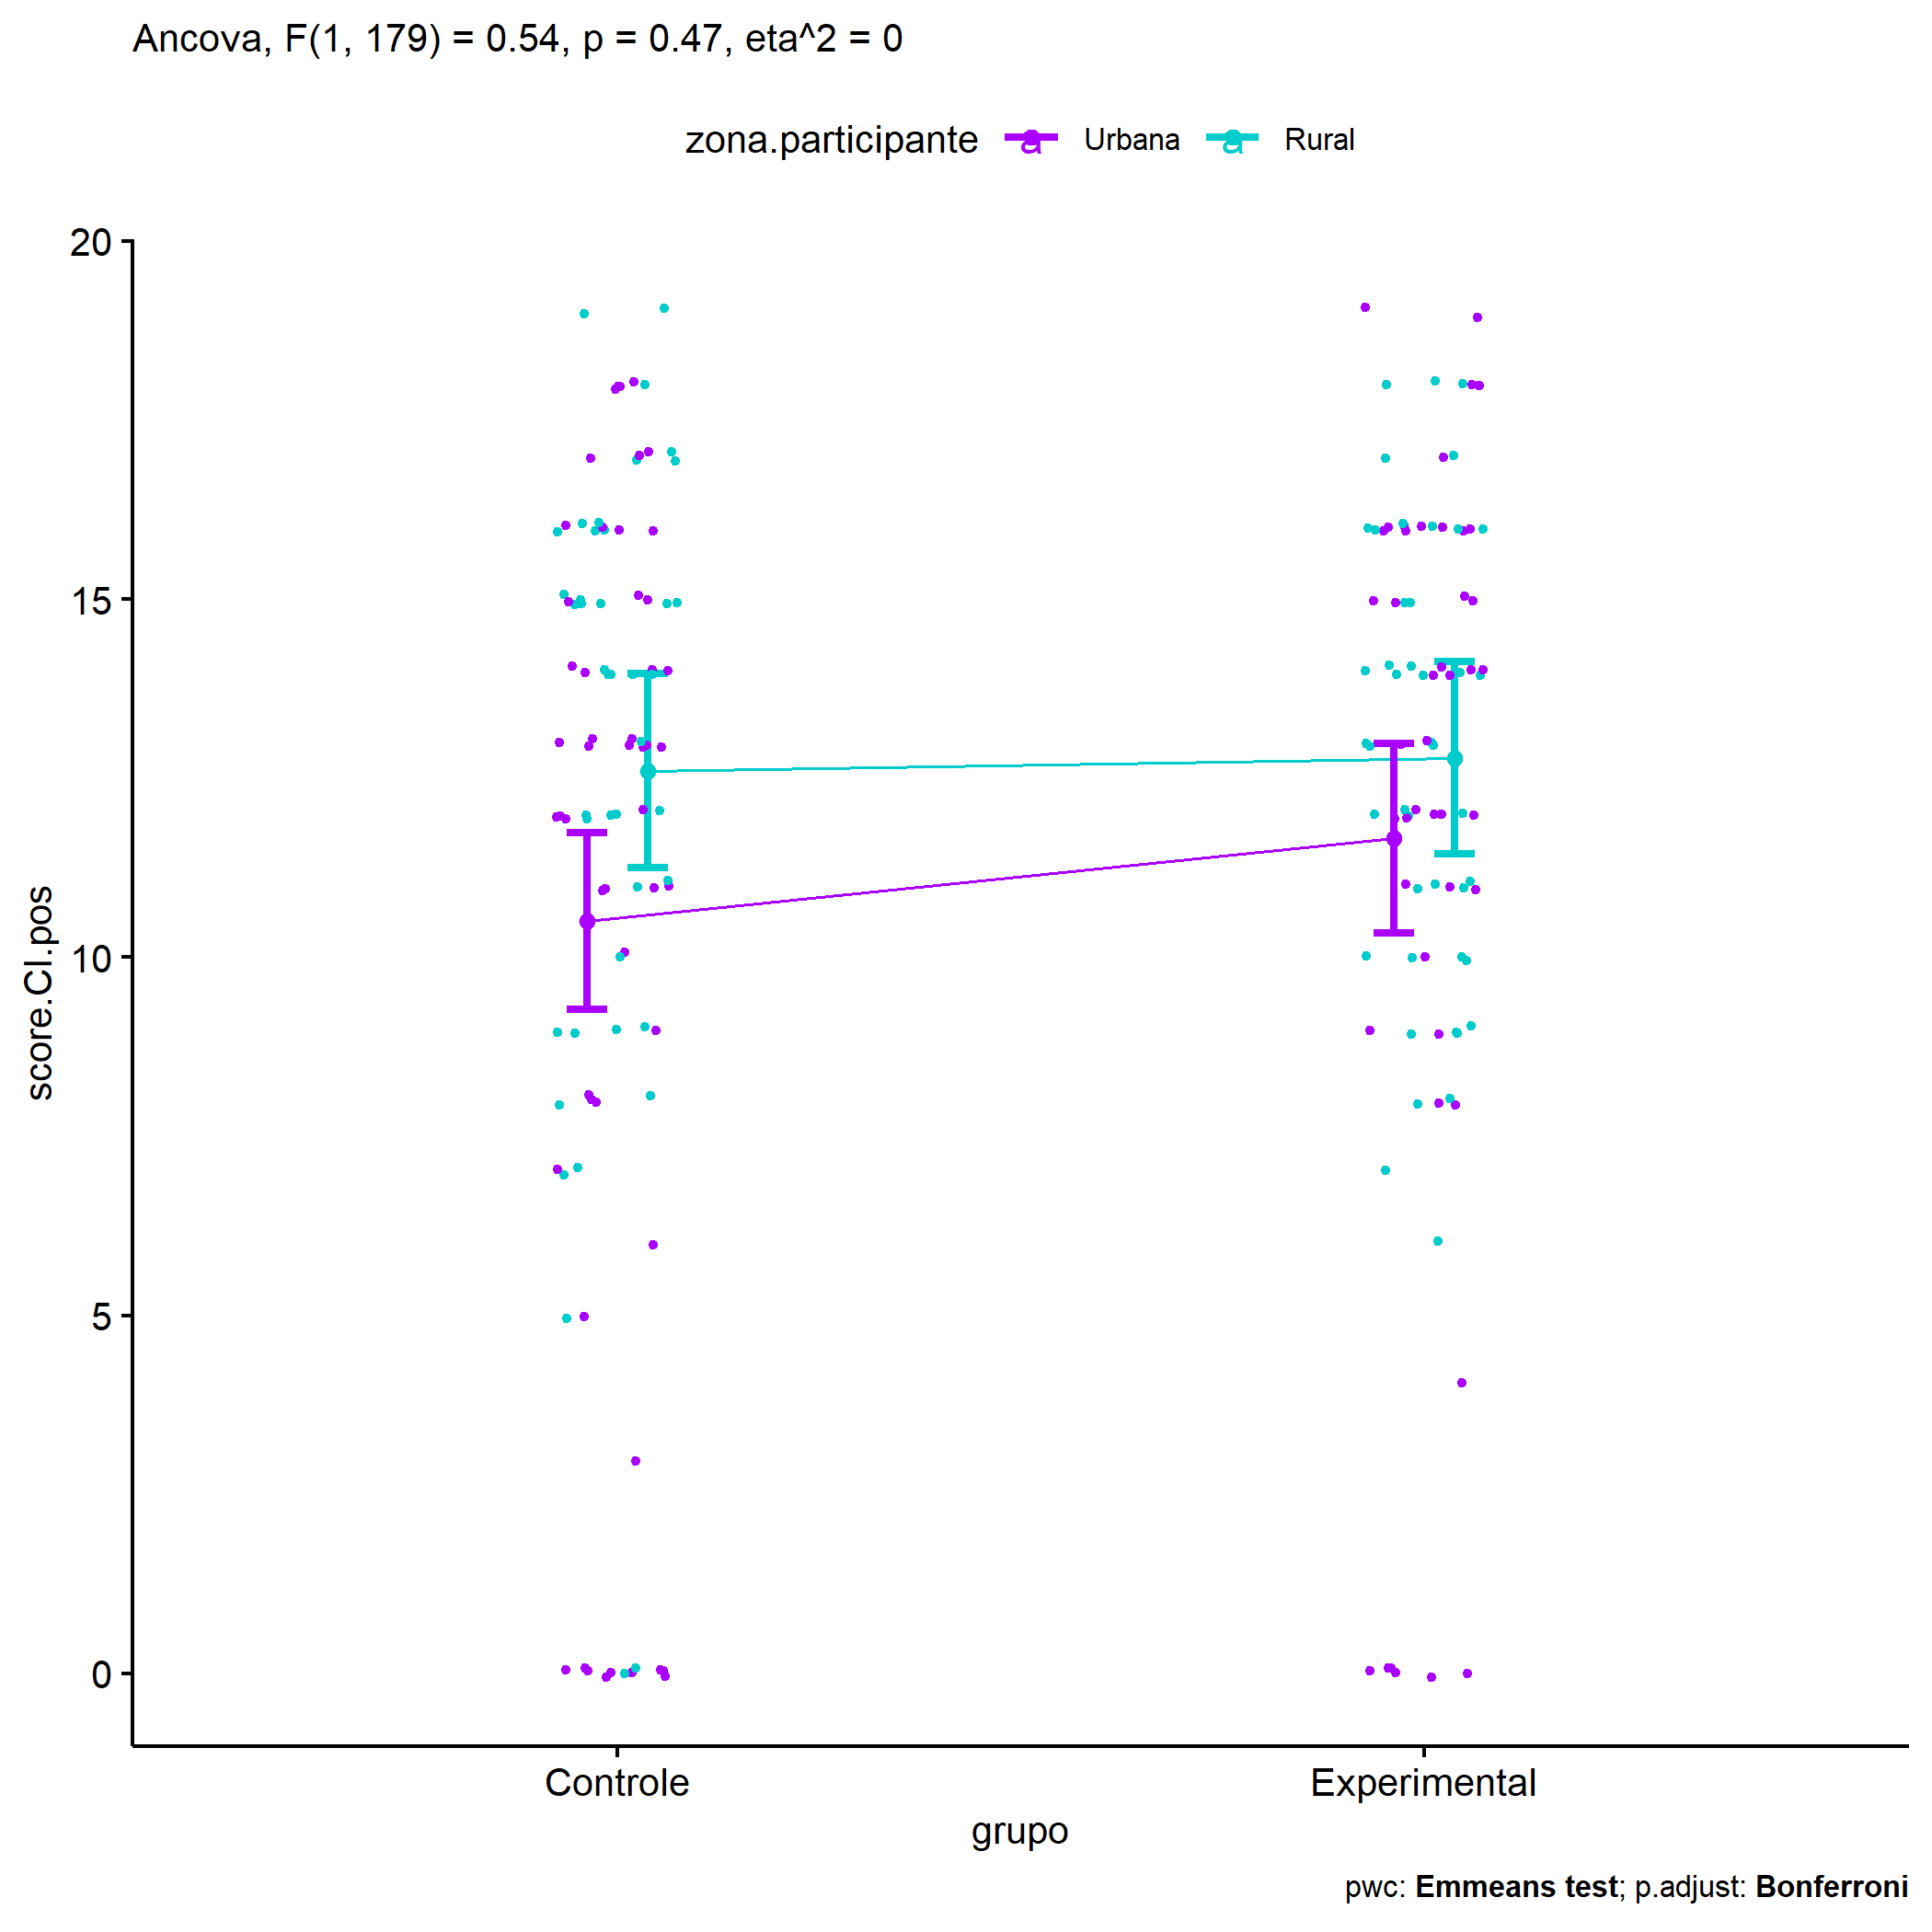 Ancova, F(1, 179) = 0.54, p = 0.47, eta^2 = 0
zona.participante a Urbana a Rural
20
15
10
5
0
score.CI.pos
Controle Experimental
grupo
pwc: Emmeans test; p.adjust: Bonferroni